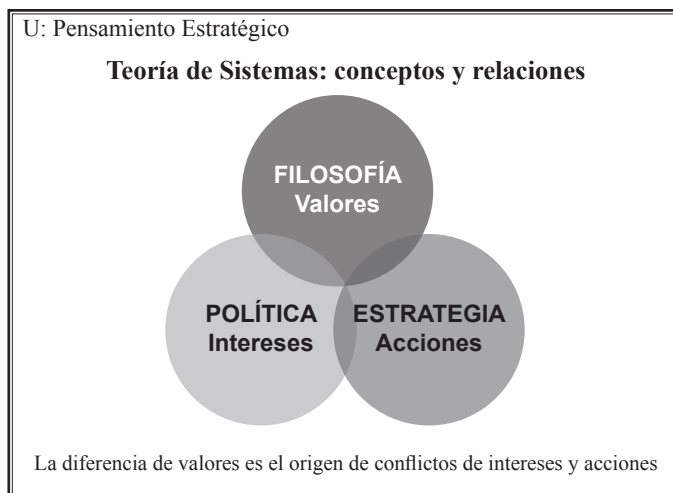 U: Pensamiento Estratégico
Teoría de Sistemas: conceptos y relaciones
FILOSOFÍA
Valores
POLÍTICA
Intereses
ESTRATEGIA
Acciones
La diferencia de valores es el origen de conflictos de intereses y acciones